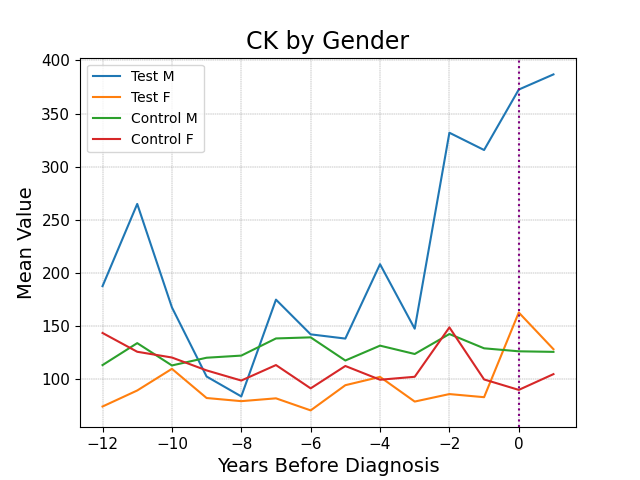 CK by Gender
Test M
Test F
Control M
Control F
Mean Value
400
350
300
250
200
150
100
−12 −10 −8 −6 −4 −2 0
Years Before Diagnosis